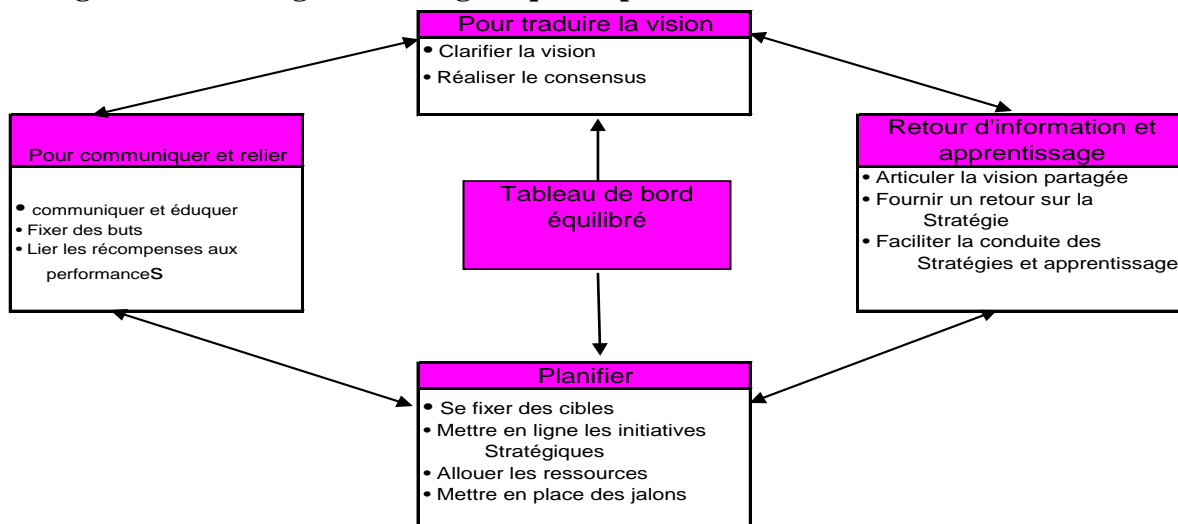 Pour traduire la vision
• Clarifier la vision
• Réaliser le consensus
Pour communiquer et relier
• communiquer et éduquer
• Fixer des buts
• Lier les récompenses aux
performanceS
Tableau de bord
équilibré
Retour d'information et
apprentissage
• Articuler la vision partagée
• Fournir un retour sur la
Stratégie
• Faciliter la conduite des
Stratégies et apprentissage
Planifier
• Se fixer des cibles
• Mettre en ligne les initiatives
Stratégiques
• Allouer les ressources
• Mettre en place des jalons